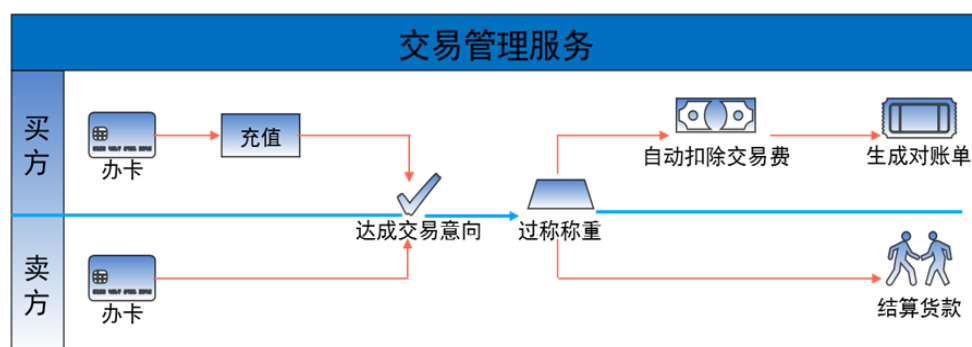 交易管理服务
买方
办卡
充值
自动扣除交易费
生成对账单
达成交易意向
过称称重
卖方
办卡
结算货款